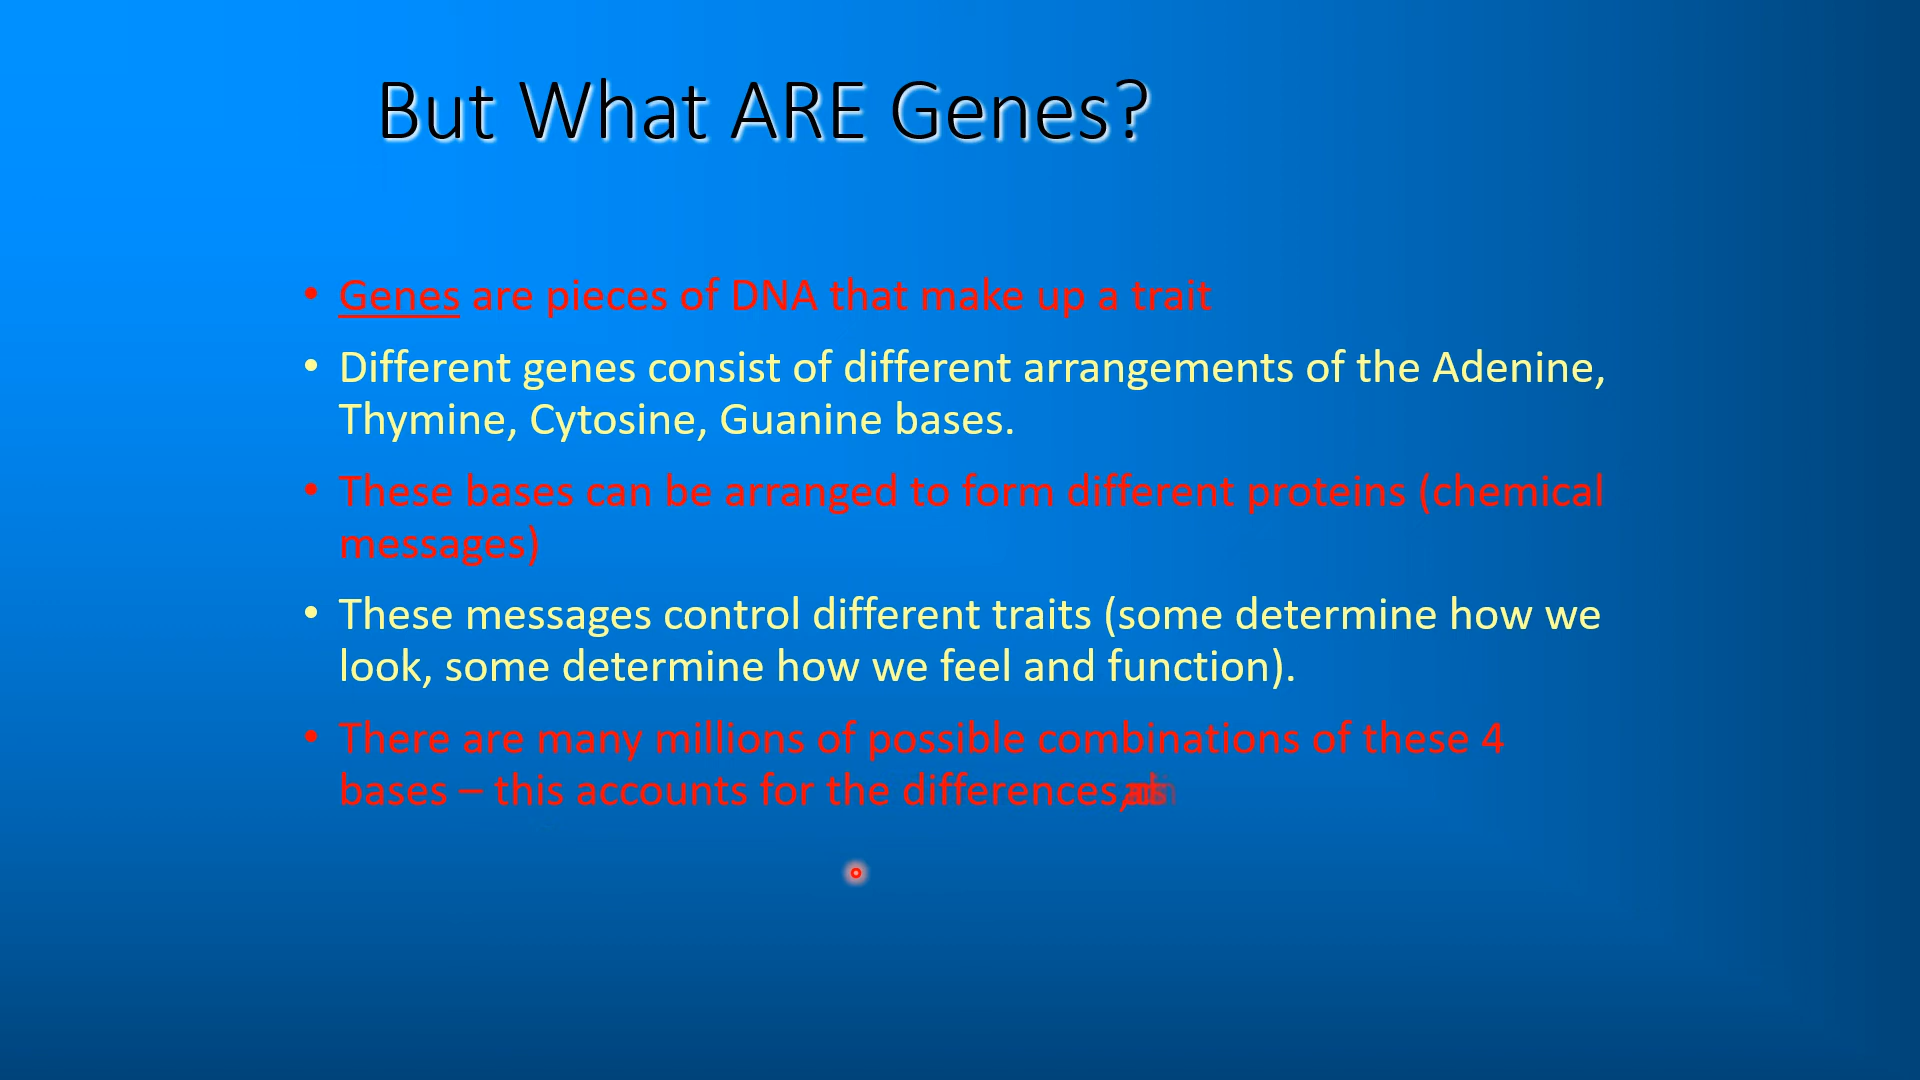 But What ARE Genes?
• Genes are pieces of DNA that make up a trait
• Different genes consist of different arrangements of the Adenine,
Thymine, Cytosine, Guanine bases.
• These bases can be arranged to form different proteins (chemical
messages)
• These messages control different traits (some determine how we
look, some determine how we feel and function).
• There are many millions of possible combinations of these 4
bases – this accounts for the differences,